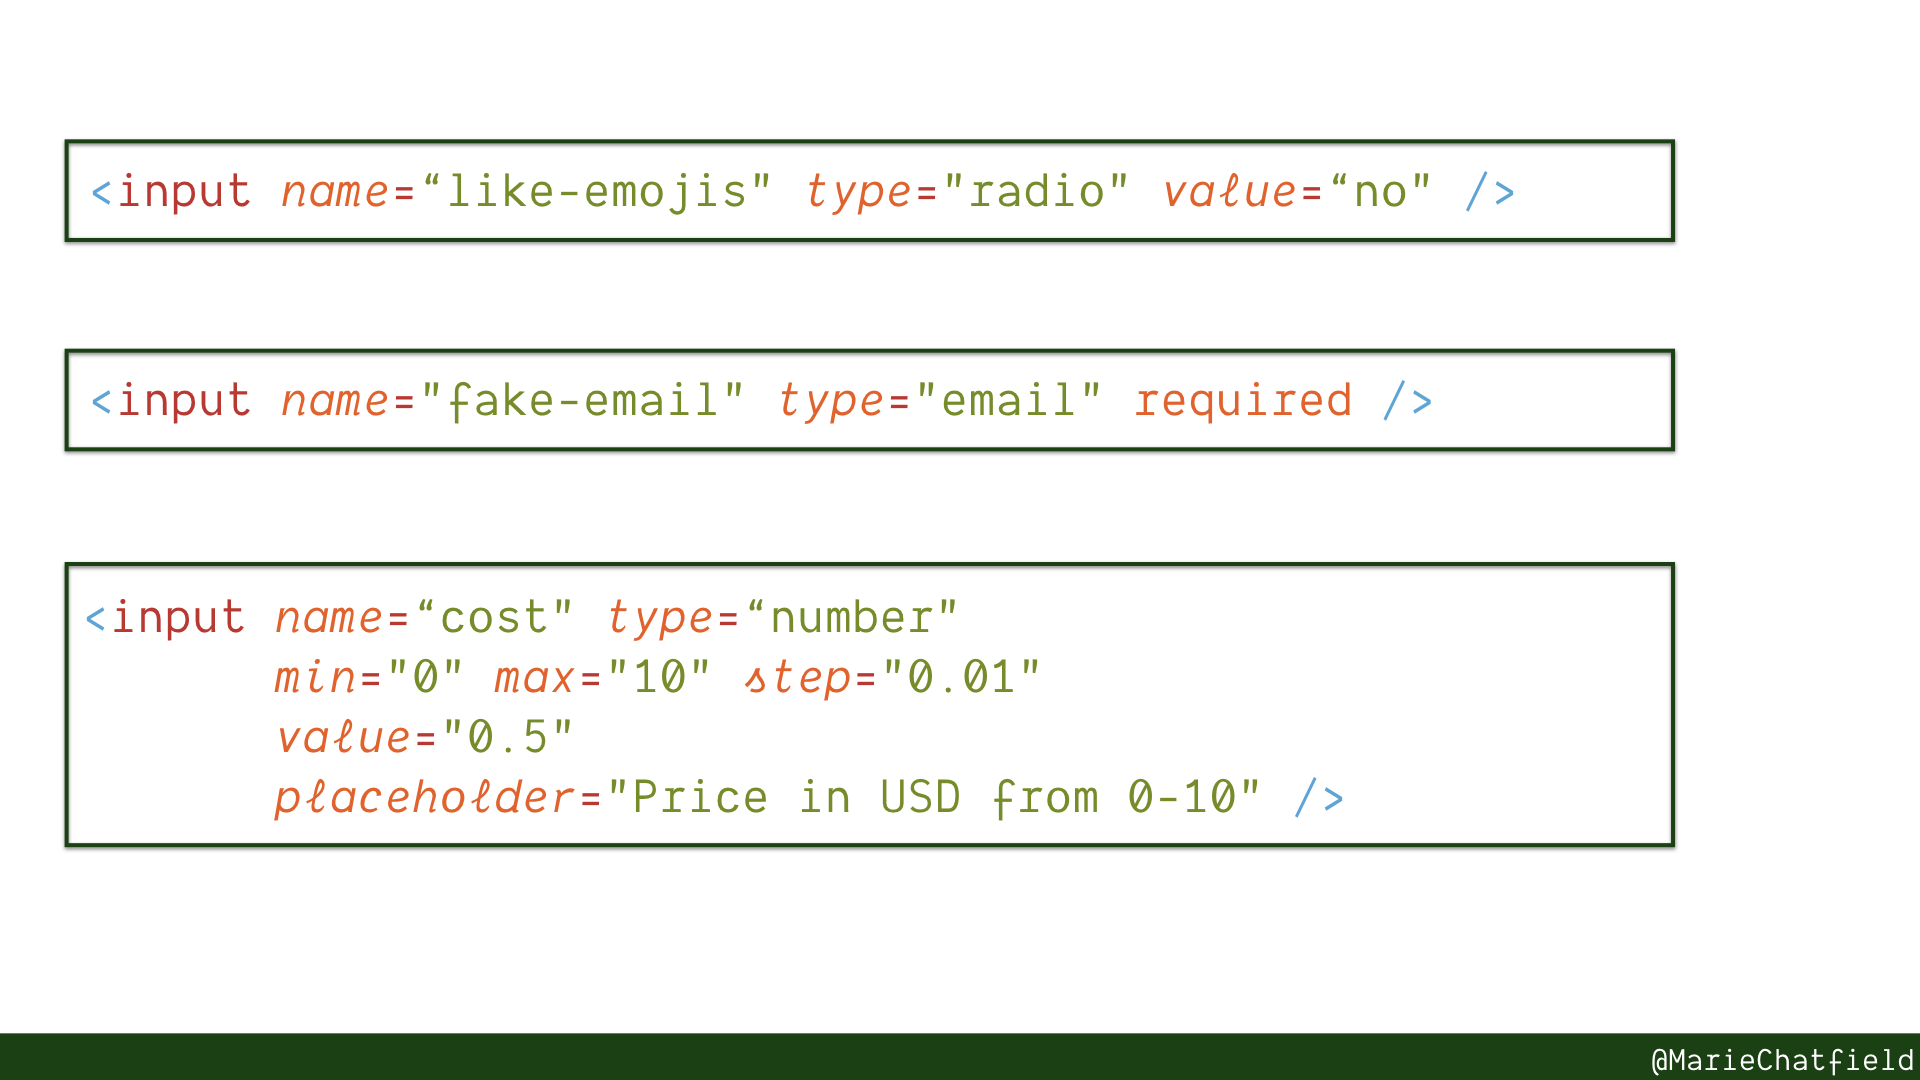 <input name=“like-emojis" type="radio" value=“no" />
<input name="fake-email" type="email" required />
<input name=“cost" type=“number"
min="0" max="10" step="0.01"
value="0.5"
placeholder="Price in USD from 0-10" />
@MarieChatfield